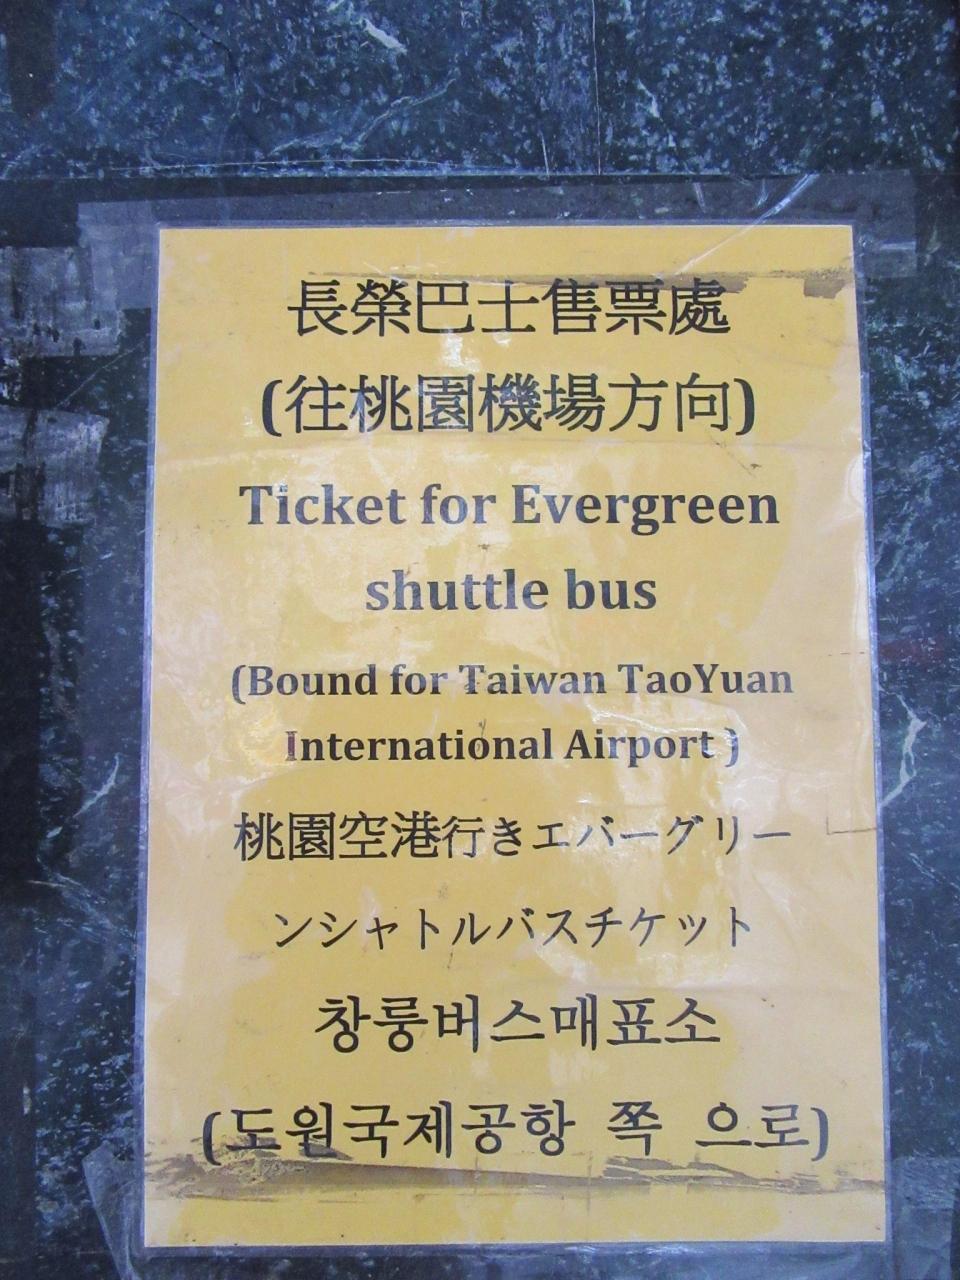 長榮巴士售票處
(往桃園機場方向)
Ticket for Evergreen
shuttle bus
(Bound for Taiwan TaoYuan
International Airport )
桃園空港行きエバーグリー
ンシャトルバスチケット
창룽버스매표소
(도원국제공항 쪽 으로)